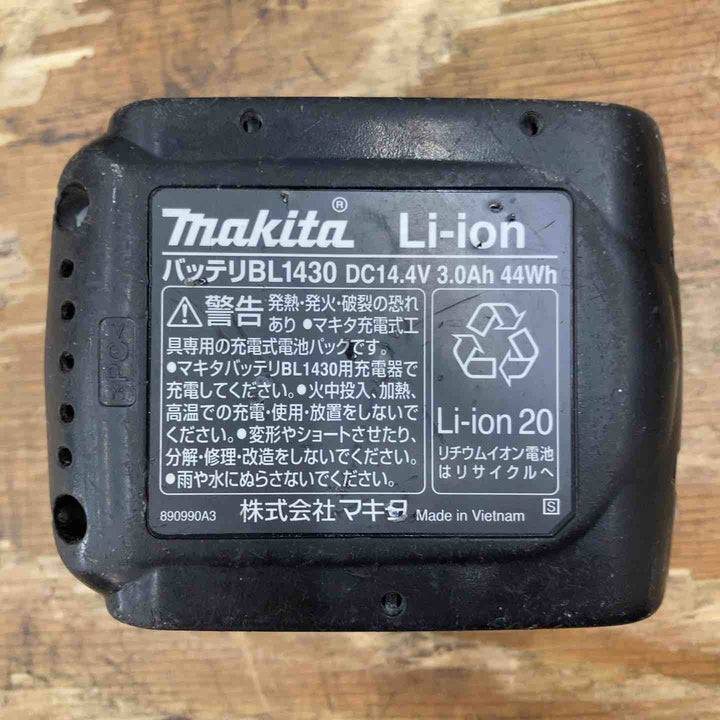 makita® Li-ion
バッテリBL1430 DC14.4V 3.0Ah 44Wh
警告 発熱・発火・破裂の恐れ
あり ●マキタ充電式工
具専用の充電式電池パックです。
●マキタバッテリBL1430用充電器で
充電してください。●火中投入、加熱、
高温での充電・使用・放置をしないで
ください。●変形やショートさせたり、
分解・修理・改造をしないでください。
●雨や水にぬらさないでください。
Li-ion 20
リチウムイオン電池
はリサイクルへ
890990A3 株式会社 マキタ Made in Vietnam S